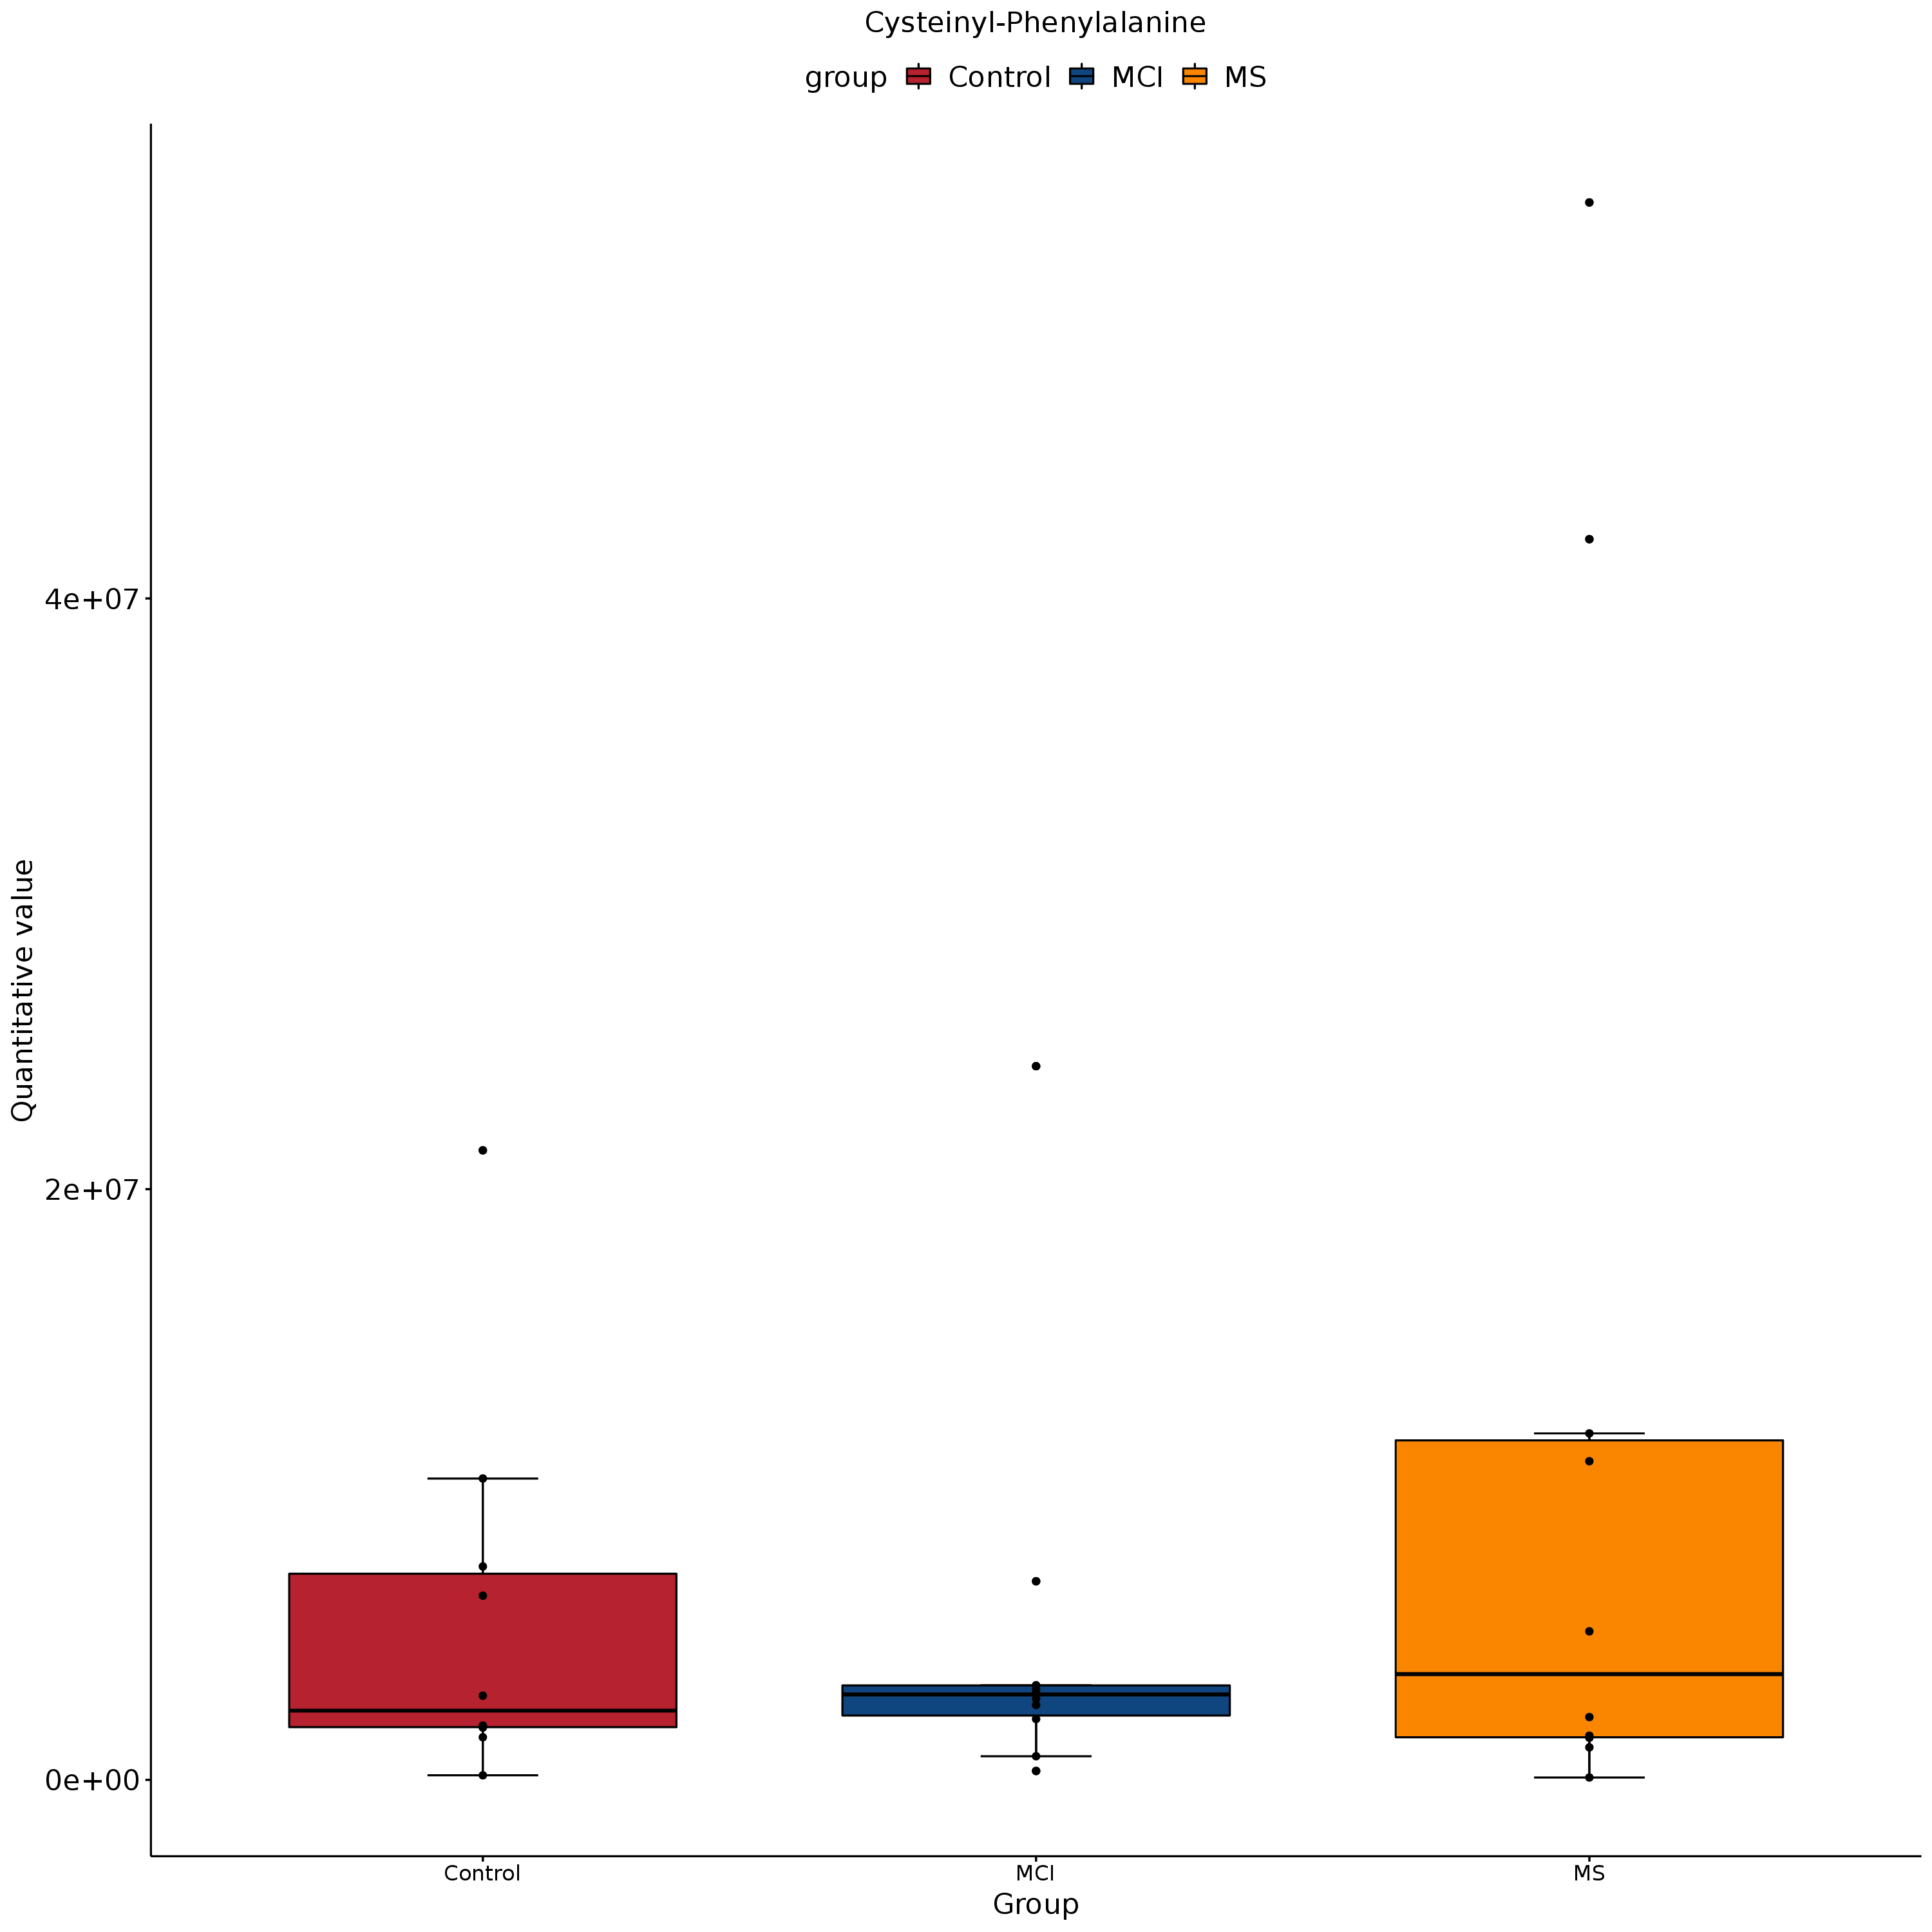 Cysteinyl-Phenylalanine
group Control MCI MS
Quantitative value
4e+07
2e+07
0e+00
Control MCI MS
Group